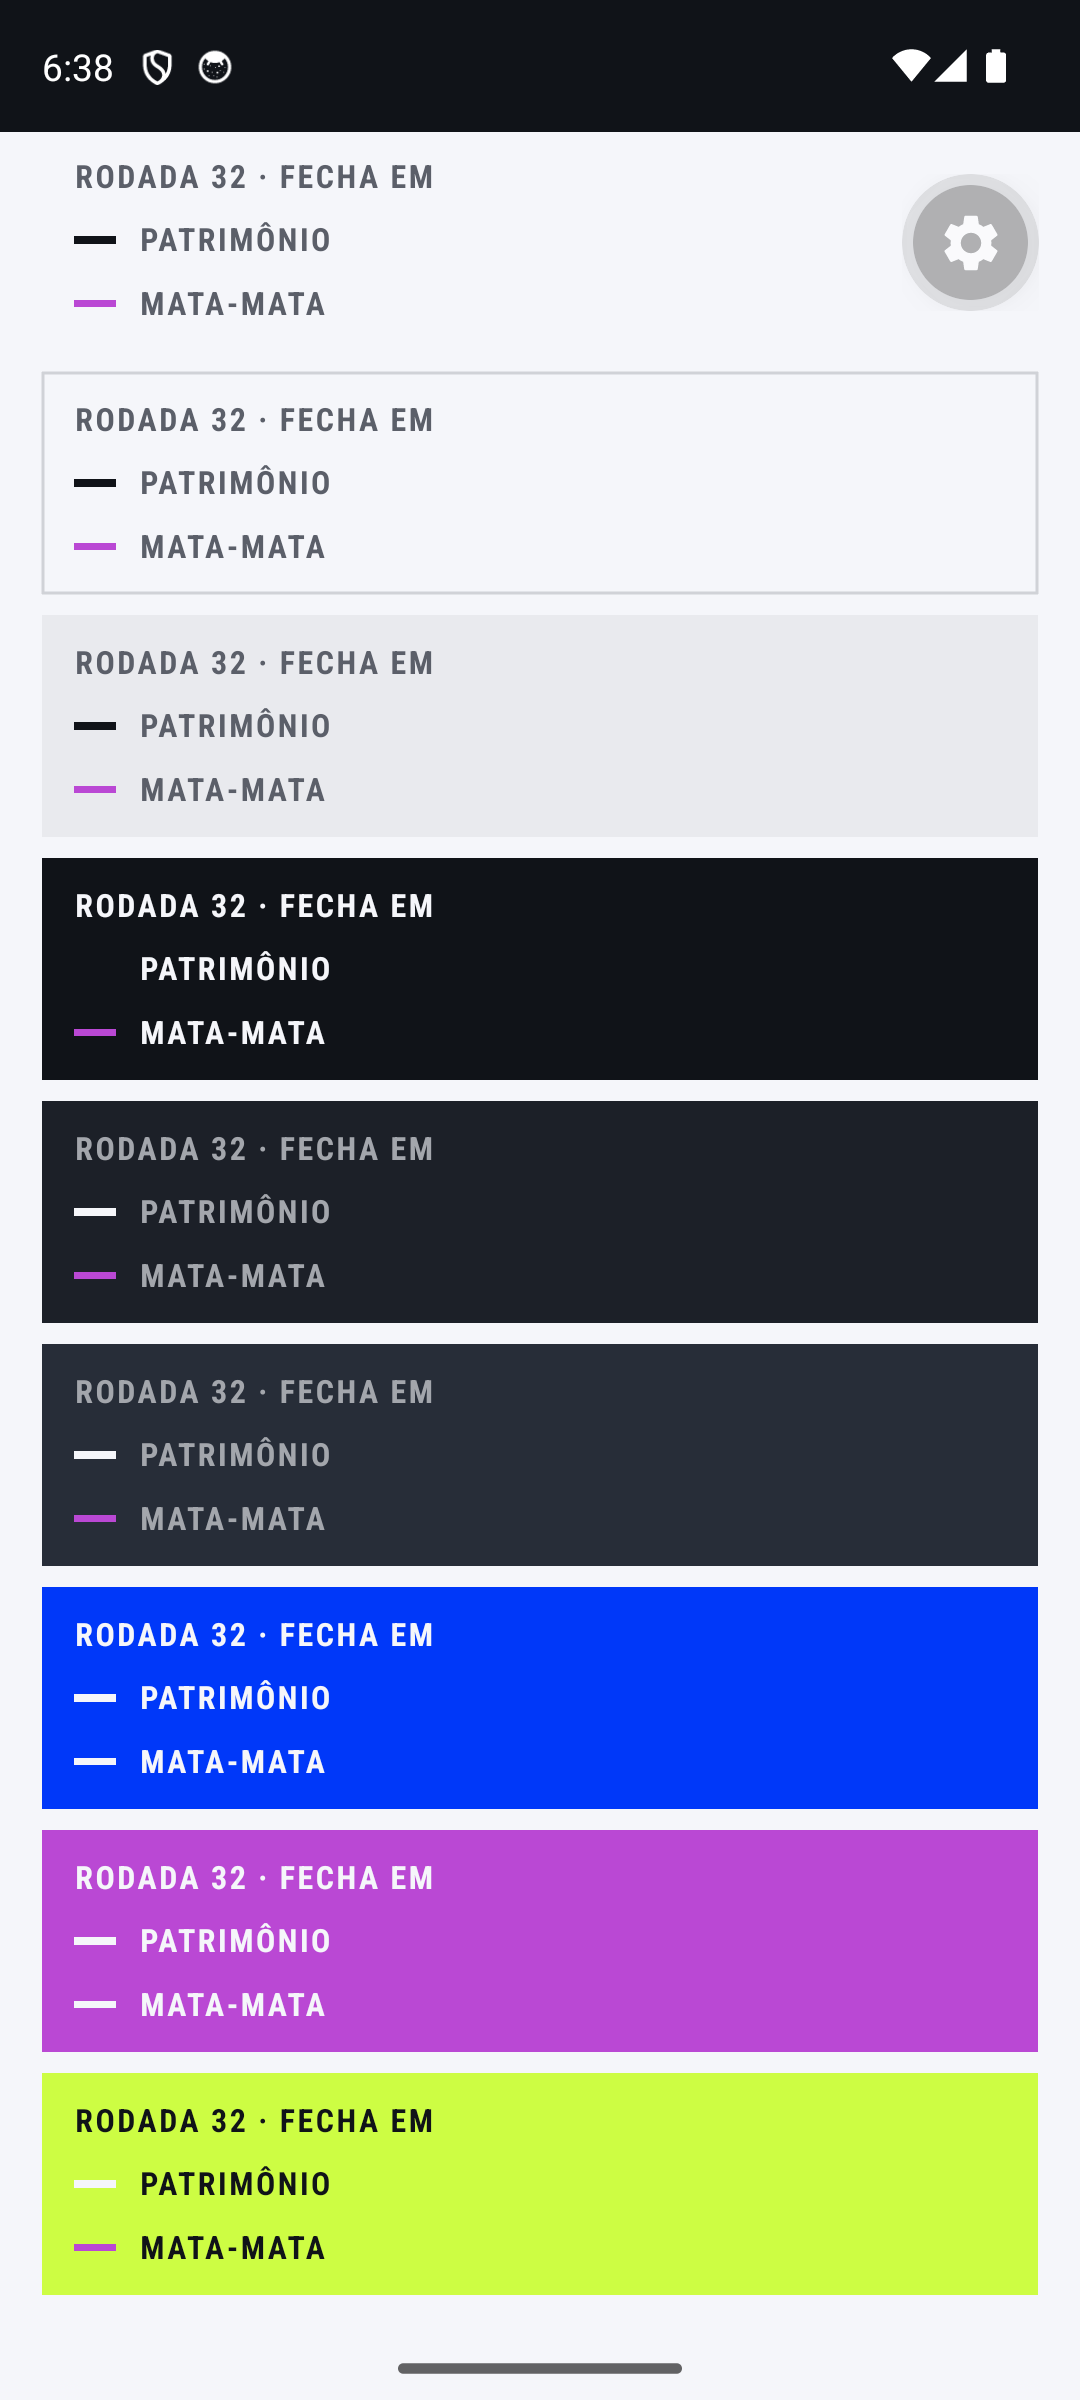 6:38
RODADA 32 · FECHA EM
PATRIMÔNIO
MATA-MATA
RODADA 32 · FECHA EM
PATRIMÔNIO
MATA-MATA
RODADA 32 · FECHA EM
PATRIMÔNIO
MATA-MATA
RODADA 32 · FECHA EM
PATRIMÔNIO
MATA-MATA
RODADA 32 · FECHA EM
PATRIMÔNIO
MATA-MATA
RODADA 32 · FECHA EM
PATRIMÔNIO
MATA-MATA
RODADA 32 · FECHA EM
PATRIMÔNIO
MATA-MATA
RODADA 32 · FECHA EM
PATRIMÔNIO
MATA-MATA
RODADA 32 · FECHA EM
PATRIMÔNIO
MATA-MATA